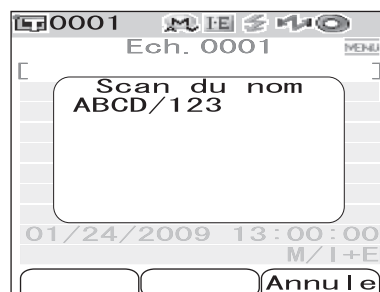 0001 M I·E
Ech. 0001 MENU
[ ]
Scan du nom
ABCD/123
01/24/2009 13:00:00
M/I+E
Annule